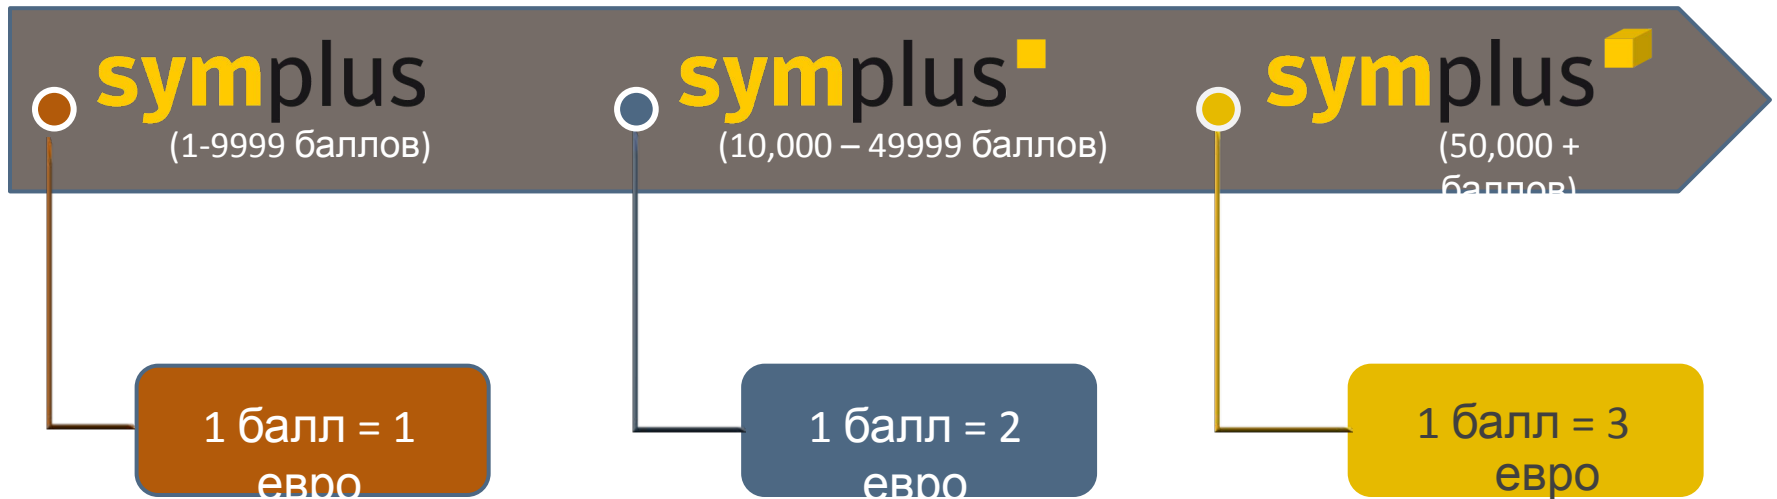 symplus
(1-9999 баллов)
symplus
(10,000 – 49999 баллов)
symplus
(50,000 +
баллов)
1 балл = 1
евро
1 балл = 2
евро
1 балл = 3
евро